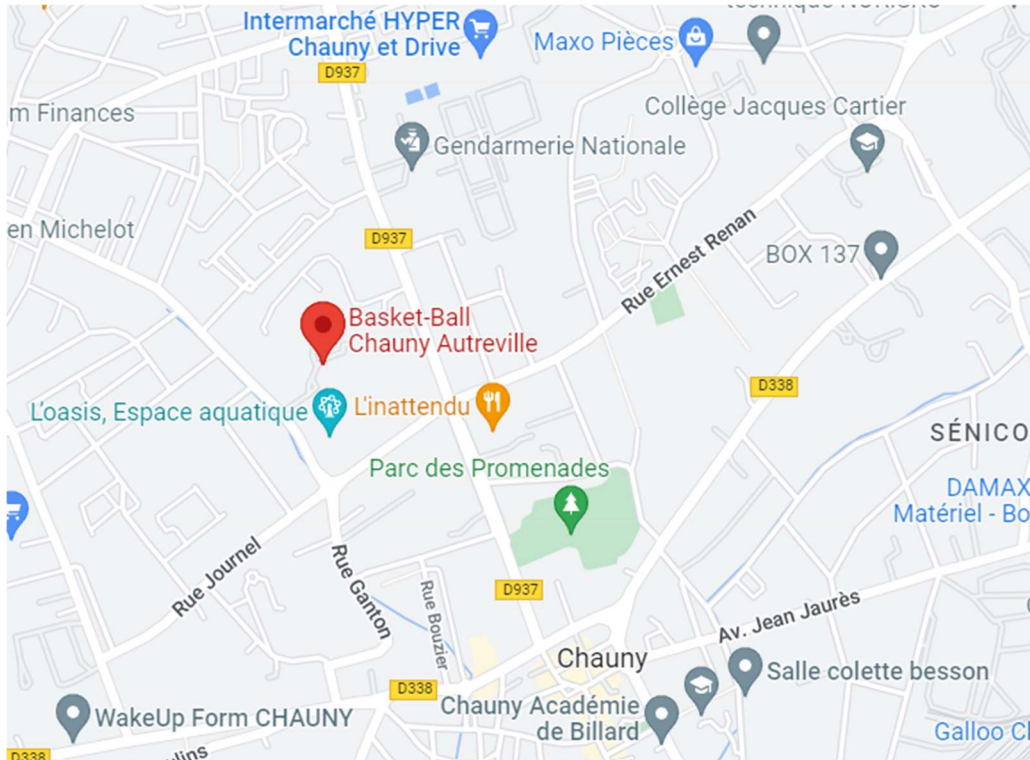 Intermarché HYPER
Chauny et Drive
Maxo Pièces
D937
m Finances
Collège Jacques Cartier
Gendarmerie Nationale
en Michelot
D937
Rue Ernest Renan
BOX 137
Basket-Ball
Chauny Autreville
D338
L'oasis, Espace aquatique
L'inattendu
SÉNICO
Parc des Promenades
DAMAX
Matériel - Bo
Rue Journel
Rue Ganton
Rue Bouzier
D937
Av. Jean Jaurès
Chauny
Salle colette besson
D338
Chauny Académie
de Billard
WakeUp Form CHAUNY
Galloo Cl
D338
ulins